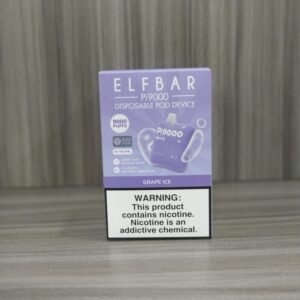 ELFBAR
Pi9000
DISPOSABLE POD DEVICE
9000
PUFFS
Pi9000
GRAPE ICE
WARNING:
This product
contains nicotine.
Nicotine is an
addictive chemical.